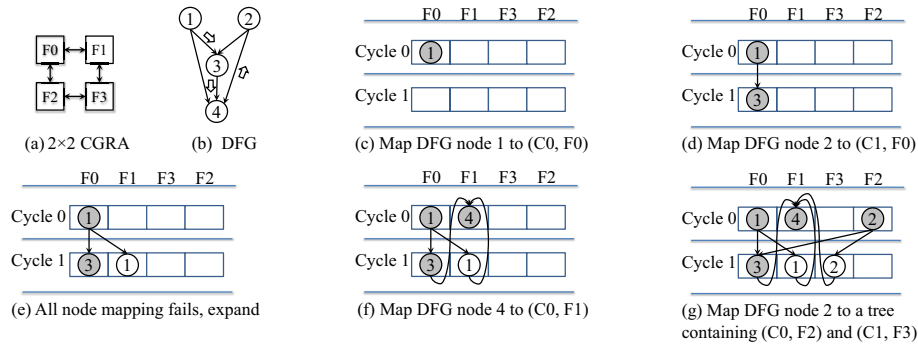 F0 F1 F3 F2
F0 F1 F3 F2
1 2
F0 F1
Cycle 0 1
Cycle 0 1
3
F2 F3
Cycle 1
Cycle 1 3
4
(a) 2×2 CGRA
(b) DFG
(c) Map DFG node 1 to (C0, F0)
(d) Map DFG node 2 to (C1, F0)
F0 F1 F3 F2
Cycle 0 1
Cycle 1 3 1
(e) All node mapping fails, expand
F0 F1 F3 F2
Cycle 0 1 4
Cycle 1 3 1
(f) Map DFG node 4 to (C0, F1)
F0 F1 F3 F2
Cycle 0 1 4 2
Cycle 1 3 1 2
(g) Map DFG node 2 to a tree
containing (C0, F2) and (C1, F3)